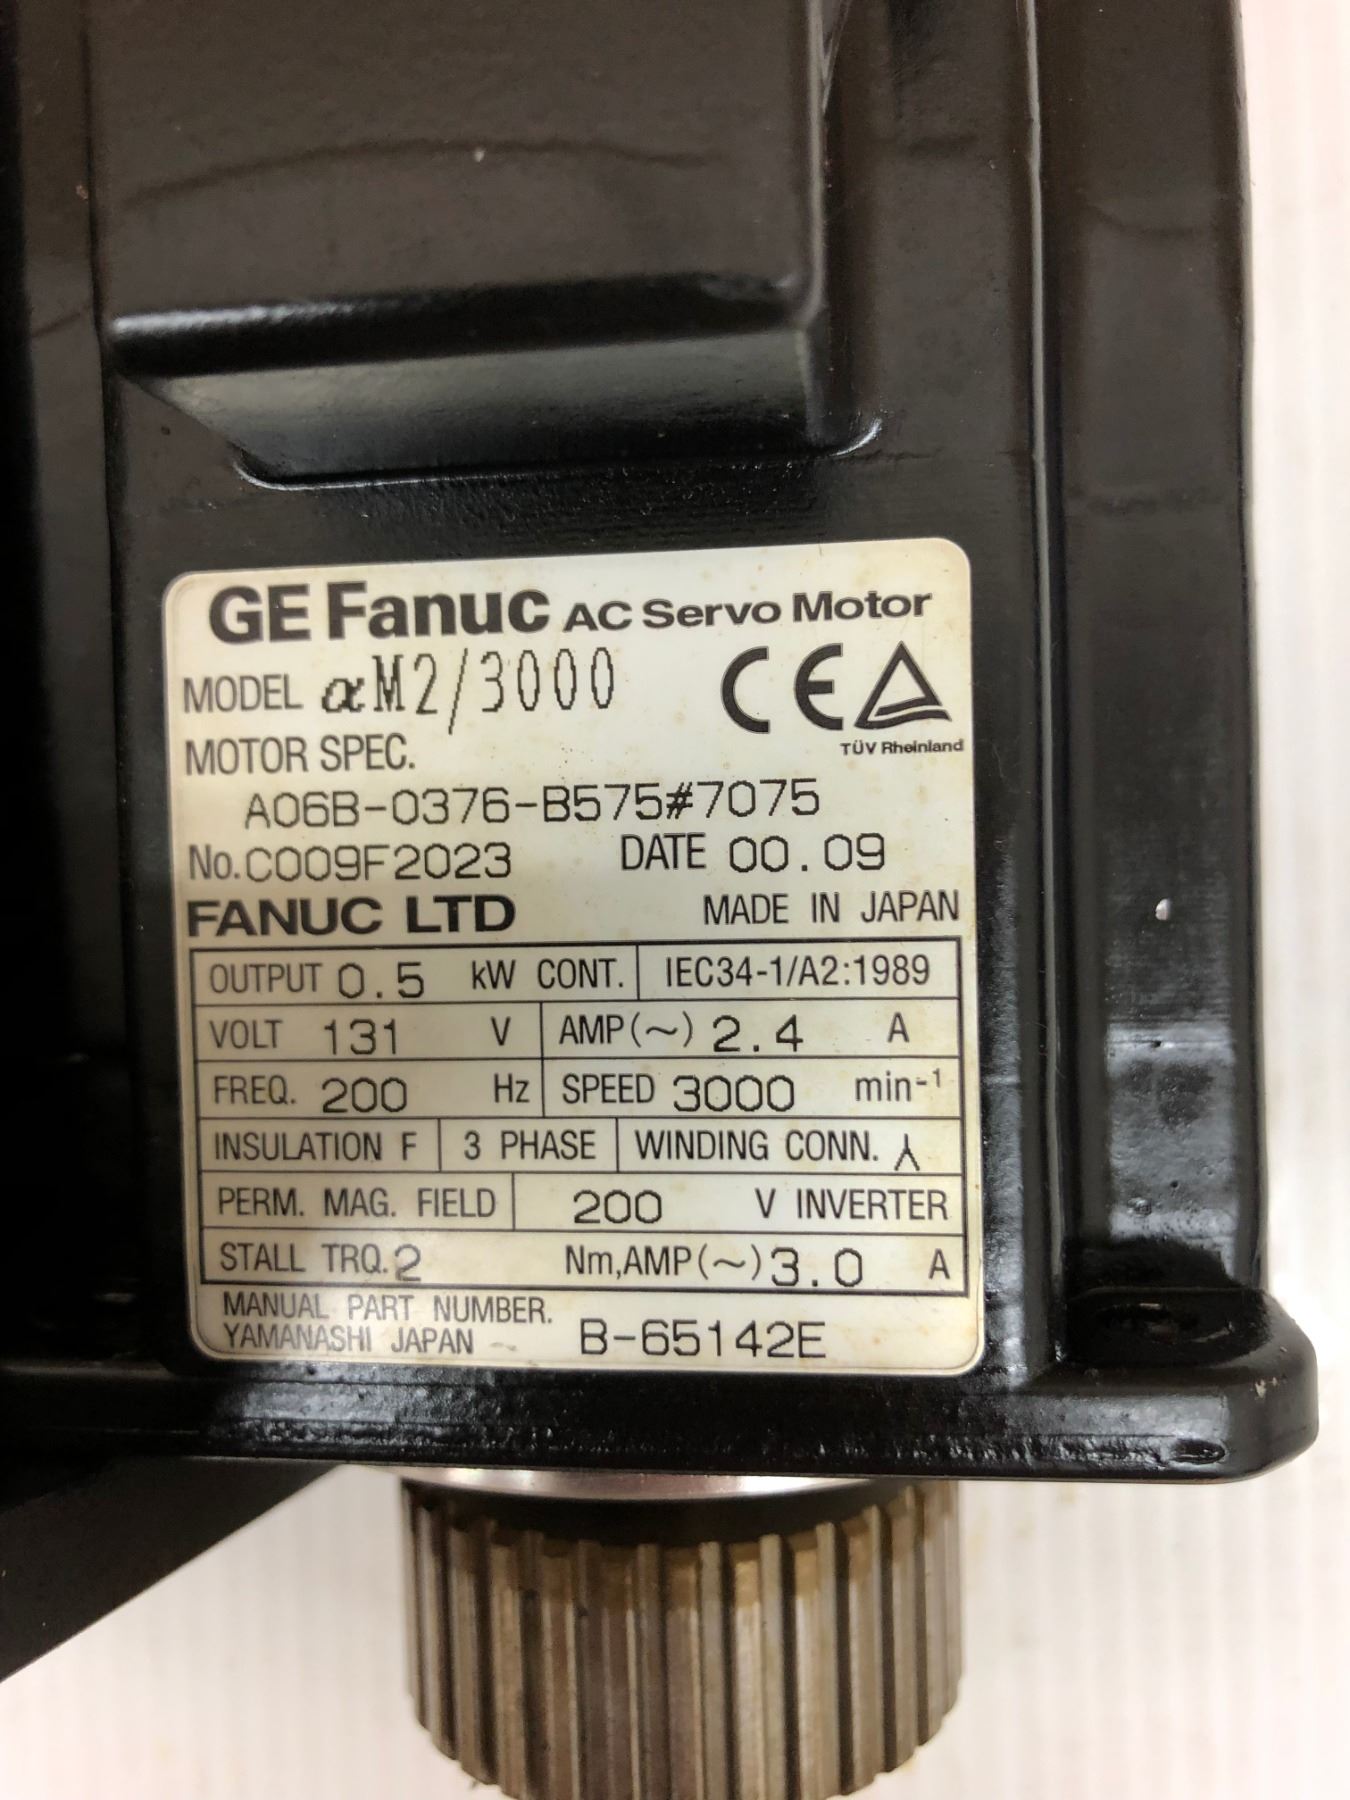 GE Fanuc AC Servo Motor
MODEL αM2/3000
CE
TÜV Rheinland
MOTOR SPEC.
A06B-0376-B575#7075
No.C009F2023 DATE 00.09
FANUC LTD MADE IN JAPAN
OUTPUT 0.5 kW CONT. IEC34-1/A2:1989
VOLT 131 V AMP(~) 2.4 A
FREQ. 200 Hz SPEED 3000 min-¹
INSULATION F 3 PHASE WINDING CONN. ⅄
PERM. MAG. FIELD 200 V INVERTER
STALL TRQ. 2 Nm,AMP(~) 3.0 A
MANUAL PART NUMBER.
YAMANASHI JAPAN B-65142E